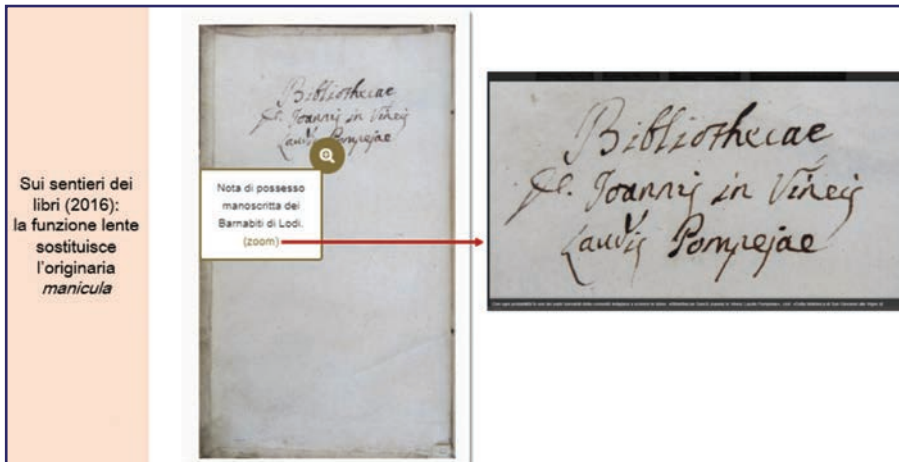 Sui sentieri dei
libri (2016):
la funzione lente
sostituisce
l'originaria
manicula
Bibliothecae
Joannis in Vineis
Laudis Pompejae
Nota di possesso
manoscritta dei
Barnabiti di Lodi.
(zoom)
Bibliothecae
Joannis in Vineis
Laudis Pompejae